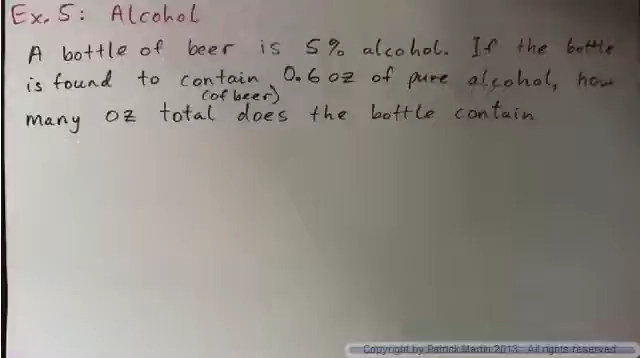 Ex. 5: Alcohol
A bottle of beer is 5% alcohol. If the bottle
is found to contain 0.6 oz of pure alcohol, how
(of beer)
many oz total does the bottle contain
Copyright by Patrick Martin 2013. All rights reserved